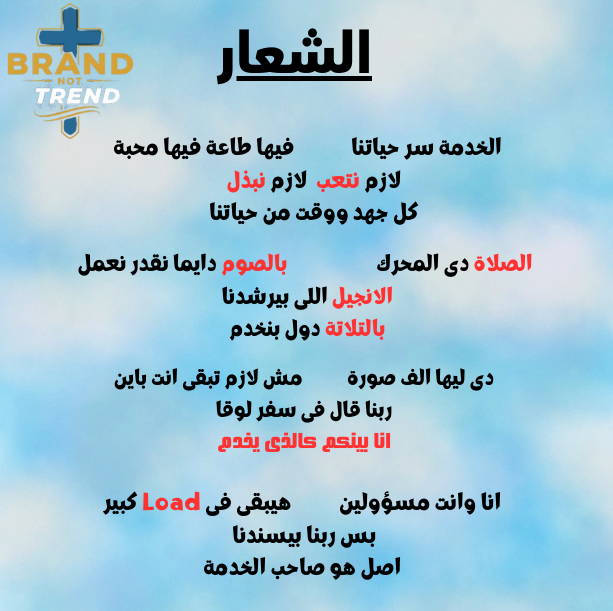 BRAND
NOT
TREND
الشعار
الخدمة سر حياتنا فيها طاعة فيها محبة
لازم نتعب لازم نبذل
كل جهد ووقت من حياتنا
الصلاة دى المحرك بالصوم دايما نقدر نعمل
الانجيل اللى بيرشدنا
بالتلاتة دول بنخدم
دى ليها الف صورة مش لازم تبقى انت باين
ربنا قال فى سفر لوقا
انا بينكم كالذى يخدم
انا وانت مسؤولين هيبقى فى Load كبير
بس ربنا بيسندنا
اصل هو صاحب الخدمة